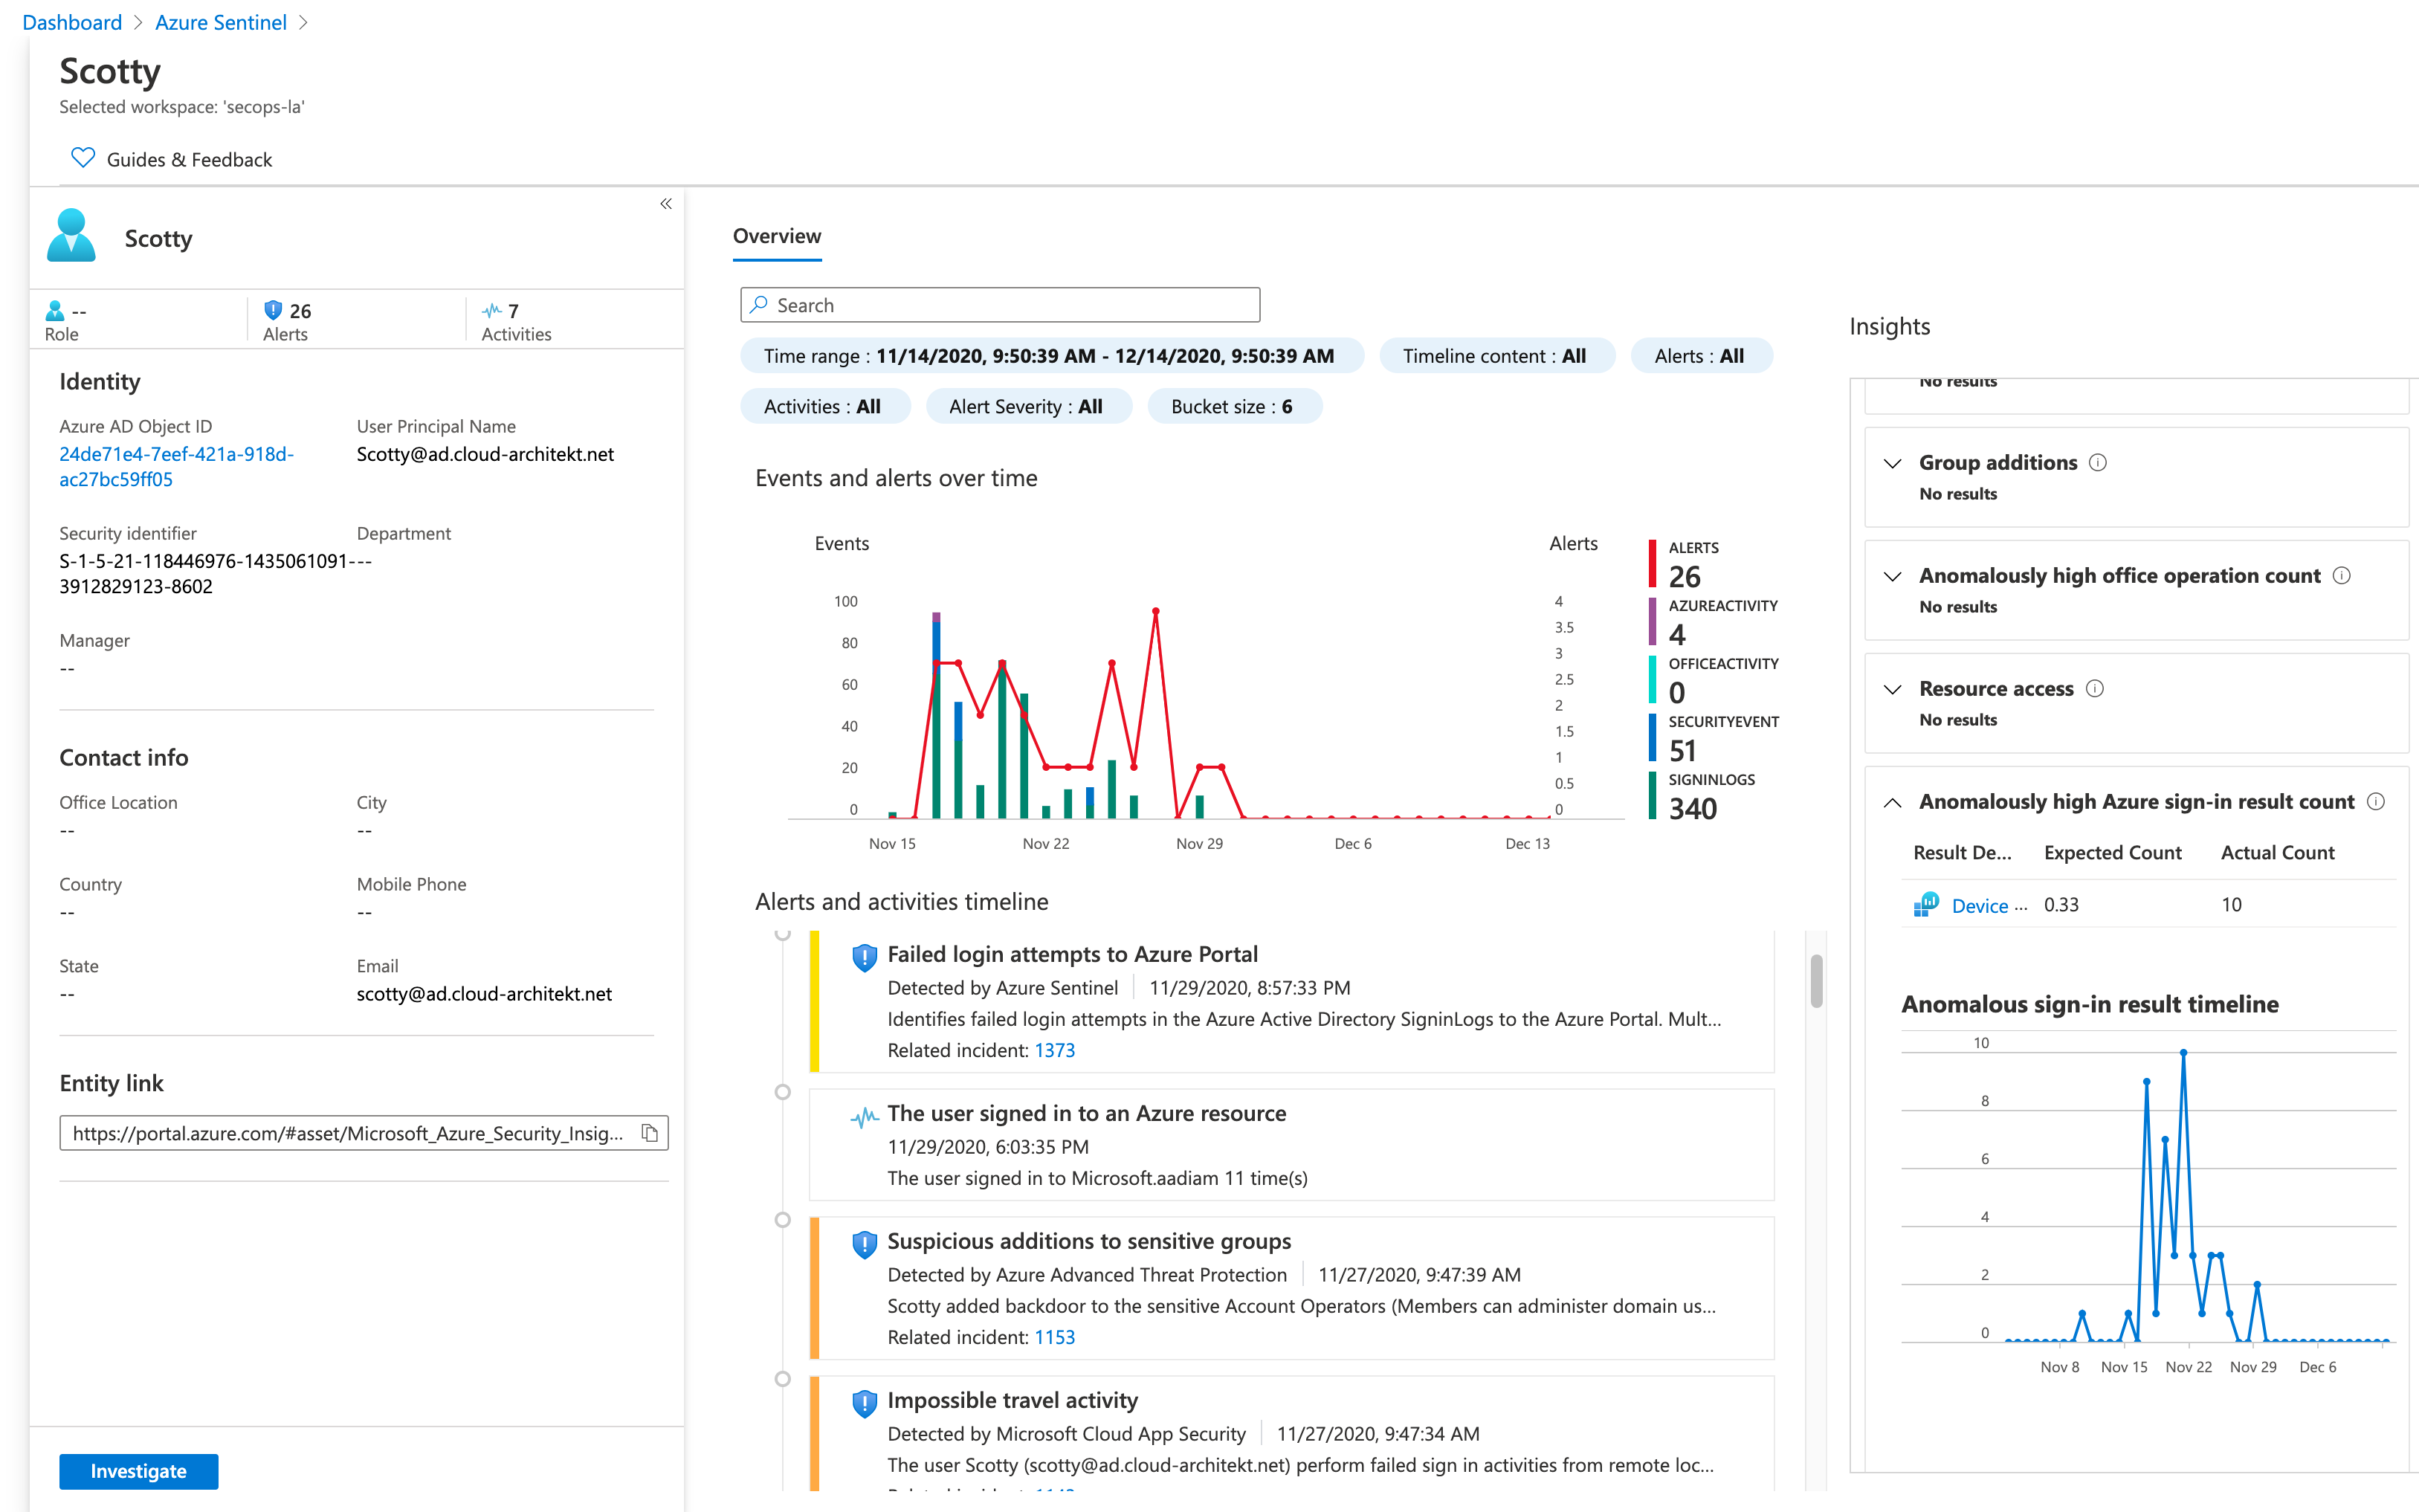 Dashboard > Azure Sentinel >
Scotty
Selected workspace: 'secops-la'
Guides & Feedback
«
Scotty
--
Role
26
Alerts
7
Activities
Identity
Azure AD Object ID
24de71e4-7eef-421a-918d-
ac27bc59ff05
User Principal Name
Scotty@ad.cloud-architekt.net
Security identifier
S-1-5-21-118446976-1435061091-
3912829123-8602
Department
--
Manager
--
Contact info
Office Location
--
City
--
Country
--
Mobile Phone
--
State
--
Email
scotty@ad.cloud-architekt.net
Entity link
https://portal.azure.com/#asset/Microsoft_Azure_Security_Insig...
Investigate
Overview
Search
Time range : 11/14/2020, 9:50:39 AM - 12/14/2020, 9:50:39 AM
Timeline content : All
Alerts : All
Activities : All
Alert Severity : All
Bucket size : 6
Events and alerts over time
Events
Alerts
100
80
60
40
20
0
4
3.5
3
2.5
2
1.5
1
0.5
0
Nov 15
Nov 22
Nov 29
Dec 6
Dec 13
ALERTS
26
AZUREACTIVITY
4
OFFICEACTIVITY
0
SECURITYEVENT
51
SIGNINLOGS
340
Alerts and activities timeline
Failed login attempts to Azure Portal
Detected by Azure Sentinel | 11/29/2020, 8:57:33 PM
Identifies failed login attempts in the Azure Active Directory SigninLogs to the Azure Portal. Mult...
Related incident: 1373
The user signed in to an Azure resource
11/29/2020, 6:03:35 PM
The user signed in to Microsoft.aadiam 11 time(s)
Suspicious additions to sensitive groups
Detected by Azure Advanced Threat Protection | 11/27/2020, 9:47:39 AM
Scotty added backdoor to the sensitive Account Operators (Members can administer domain us...
Related incident: 1153
Impossible travel activity
Detected by Microsoft Cloud App Security | 11/27/2020, 9:47:34 AM
The user Scotty (scotty@ad.cloud-architekt.net) perform failed sign in activities from remote loc...
Insights
No results
Group additions
No results
Anomalously high office operation count
No results
Resource access
No results
Anomalously high Azure sign-in result count
Result De... Expected Count Actual Count
Device ... 0.33 10
Anomalous sign-in result timeline
10
8
6
4
2
0
Nov 8
Nov 15
Nov 22
Nov 29
Dec 6